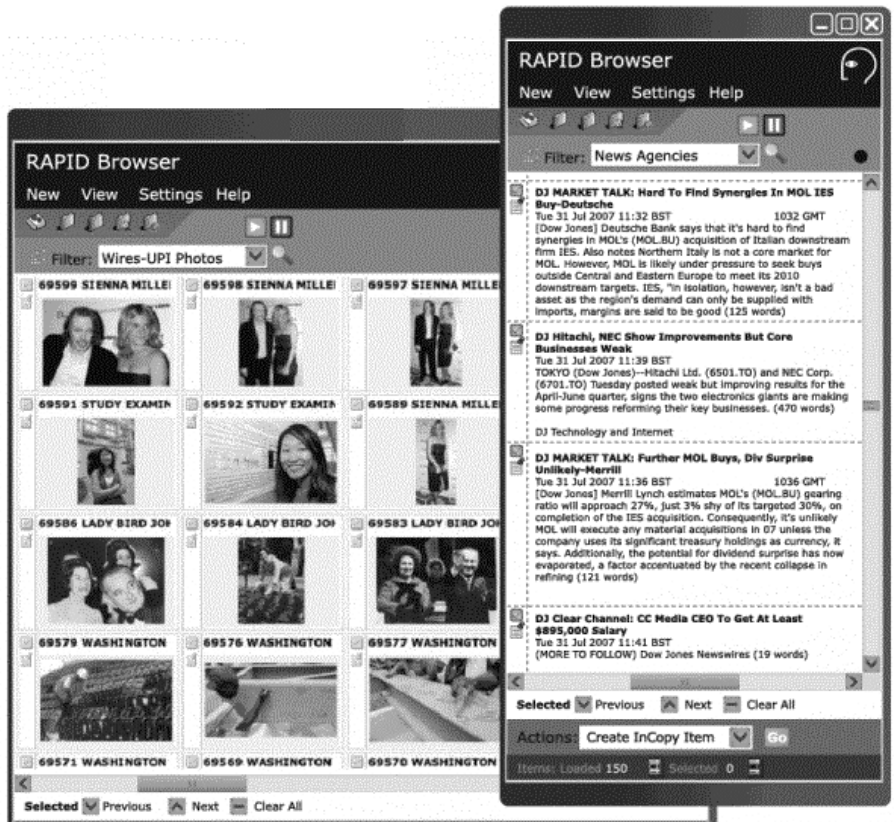 RAPID Browser
New View Settings Help
Filter: Wires-UPI Photos
69599 SIENNA MILLE
69598 SIENNA MILLE
69597 SIENNA MILLE
69591 STUDY EXAMIN
69592 STUDY EXAMIN
69589 SIENNA MILLE
69586 LADY BIRD JOH
69584 LADY BIRD JOH
69583 LADY BIRD JO
69579 WASHINGTON
69576 WASHINGTON
69577 WASHINGTON
69571 WASHINGTON
69569 WASHINGTON
69570 WASHINGTON
Selected Previous Next Clear All
RAPID Browser
New View Settings Help
Filter: News Agencies
DJ MARKET TALK: Hard To Find Synergies In MOL IES
Buy-Deutsche
Tue 31 Jul 2007 11:32 BST 1032 GMT
[Dow Jones] Deutsche Bank says that it's hard to find
synergies in MOL's (MOL.BU) acquisition of Italian downstream
firm IES. Also notes Northern Italy is not a core market for
MOL. However, MOL is likely under pressure to seek buys
outside Central and Eastern Europe to meet its 2010
downstream targets. IES, "in isolation, however, isn't a bad
asset as the region's demand can only be supplied with
imports, margins are said to be good (125 words)
DJ Hitachi, NEC Show Improvements But Core
Businesses Weak
Tue 31 Jul 2007 11:39 BST
TOKYO (Dow Jones)--Hitachi Ltd. (6501.TO) and NEC Corp.
(6701.TO) Tuesday posted weak but improving results for the
April-June quarter, signs the two electronics giants are making
some progress reforming their key businesses. (470 words)
DJ Technology and Internet
DJ MARKET TALK: Further MOL Buys, Div Surprise
Unlikely-Merrill
Tue 31 Jul 2007 11:36 BST 1036 GMT
[Dow Jones] Merrill Lynch estimates MOL's (MOL.BU) gearing
ratio will approach 27%, just 3% shy of its targeted 30%, on
completion of the IES acquisition. Consequently, it's unlikely
MOL will execute any material acquisitions in 07 unless the
company uses its significant treasury holdings as currency, it
says. Additionally, the potential for dividend surprise has now
evaporated, a factor accentuated by the recent collapse in
refining (121 words)
DJ Clear Channel: CC Media CEO To Get At Least
$895,000 Salary
Tue 31 Jul 2007 11:41 BST
(MORE TO FOLLOW) Dow Jones Newswires (19 words)
Selected Previous Next Clear All
Actions: Create InCopy Item Go
Items: Loaded 150 Selected 0